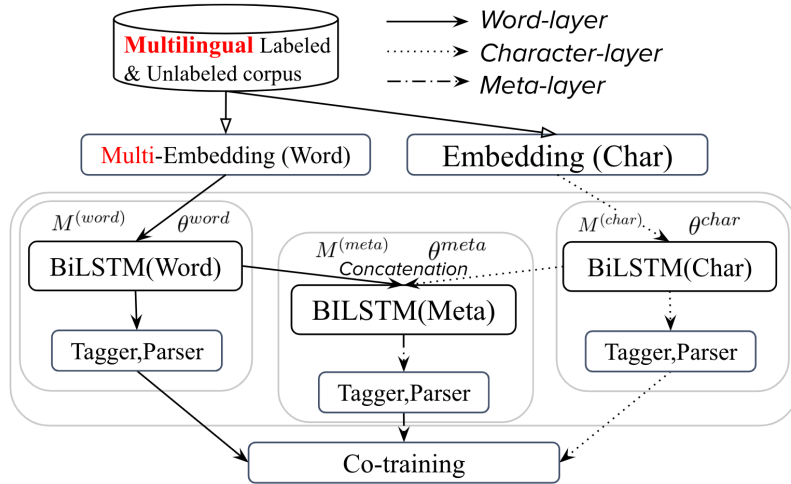 Multilingual Labeled
& Unlabeled corpus
Word-layer
Character-layer
Meta-layer
Multi-Embedding (Word)
Embedding (Char)
M^(word) θ^word
M^(meta) θ^meta
M^(char) θ^char
Concatenation
BiLSTM(Word)
BILSTM(Meta)
BiLSTM(Char)
Tagger,Parser
Tagger,Parser
Tagger,Parser
Co-training